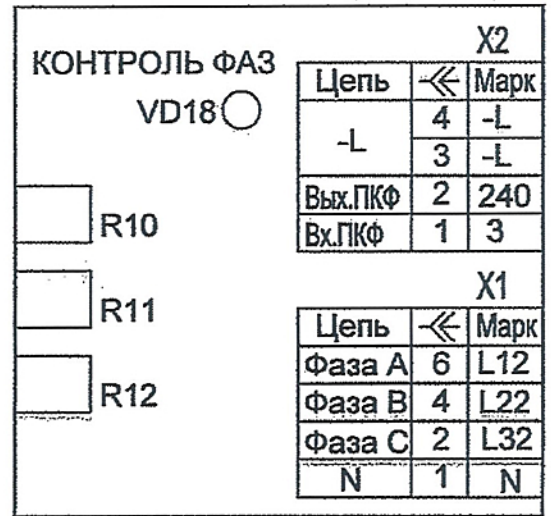 КОНТРОЛЬ ФАЗ
VD18
R10
R11
R12
X2
Цепь Марк
-L 4 -L
3 -L
Вых.ПКФ 2 240
Вх.ПКФ 1 3
X1
Цепь Марк
Фаза А 6 L12
Фаза В 4 L22
Фаза С 2 L32
N 1 N